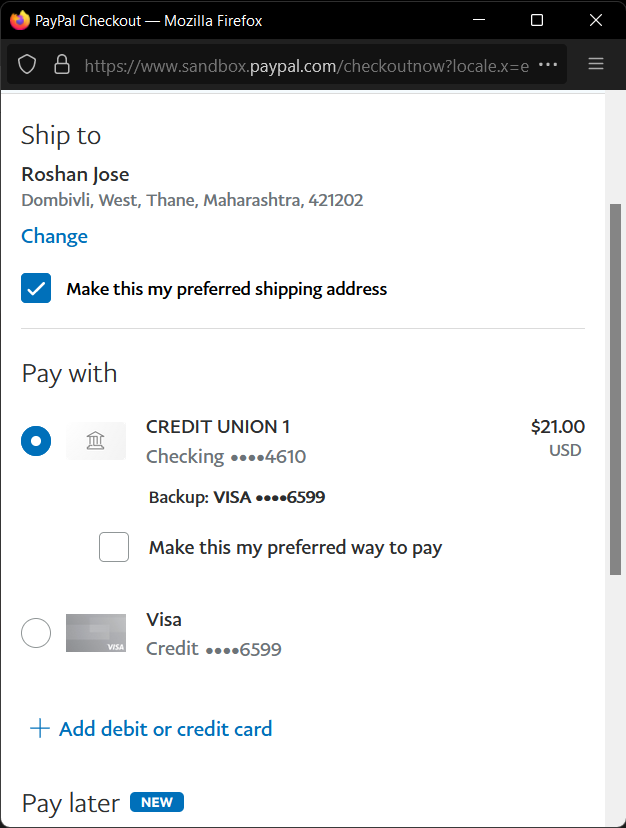 PayPal Checkout — Mozilla Firefox
https://www.sandbox.paypal.com/checkoutnow?locale.x=e
Ship to
Roshan Jose
Dombivli, West, Thane, Maharashtra, 421202
Change
Make this my preferred shipping address
Pay with
CREDIT UNION 1 $21.00
Checking ••••4610 USD
Backup: VISA ••••6599
Make this my preferred way to pay
Visa
VISA
Credit ••••6599
+ Add debit or credit card
Pay later NEW